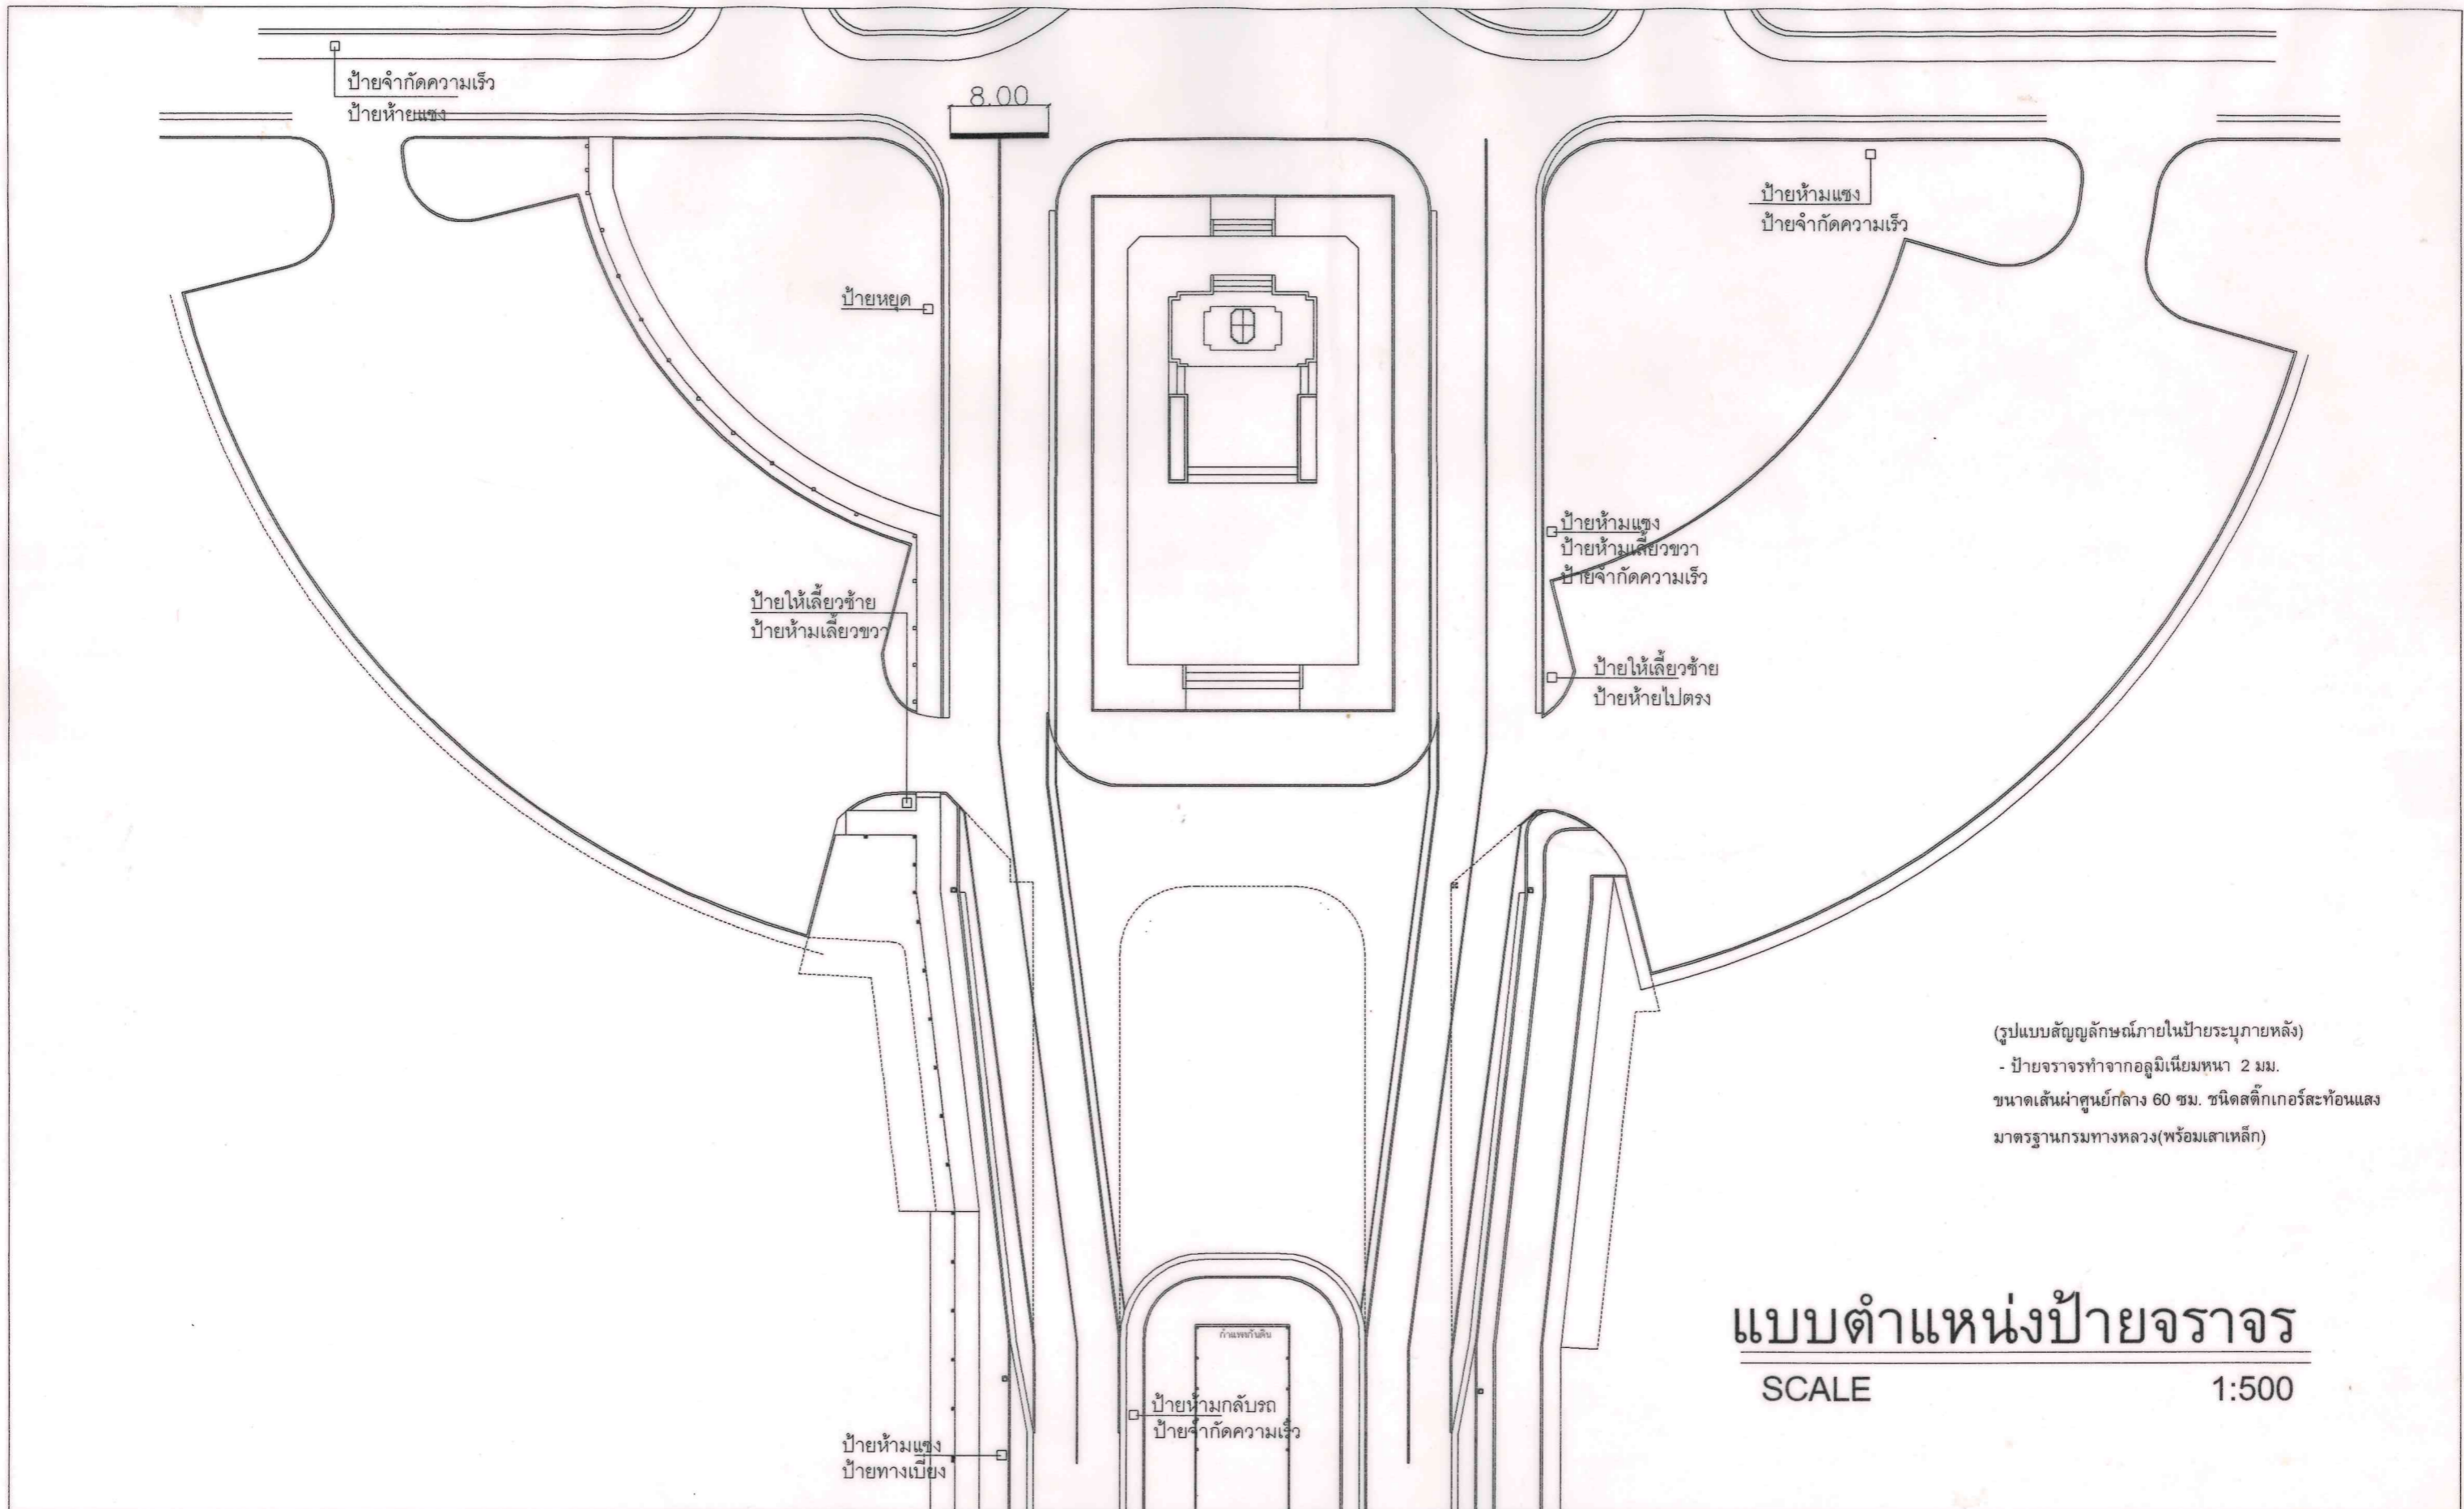 ป้ายจำกัดความเร็ว
ป้ายห้ายแซง
8.00
ป้ายห้ามแซง
ป้ายจำกัดความเร็ว
ป้ายหยุด
ป้ายห้ามแซง
ป้ายห้ามเลี้ยวขวา
ป้ายจำกัดความเร็ว
ป้ายให้เลี้ยวซ้าย
ป้ายห้ามเลี้ยวขวา
ป้ายให้เลี้ยวซ้าย
ป้ายห้ายไปตรง
(รูปแบบสัญญลักษณ์ภายในป้ายระบุภายหลัง)
- ป้ายจราจรทำจากอลูมิเนียมหนา 2 มม.
ขนาดเส้นผ่าศูนย์กลาง 60 ซม. ชนิดสติ๊กเกอร์สะท้อนแสง
มาตรฐานกรมทางหลวง(พร้อมเสาเหล็ก)
แบบตำแหน่งป้ายจราจร
SCALE 1:500
กำแพงกันดิน
ป้ายห้ามกลับรถ
ป้ายจำกัดความเร็ว
ป้ายห้ามแซง
ป้ายทางเบี่ยง